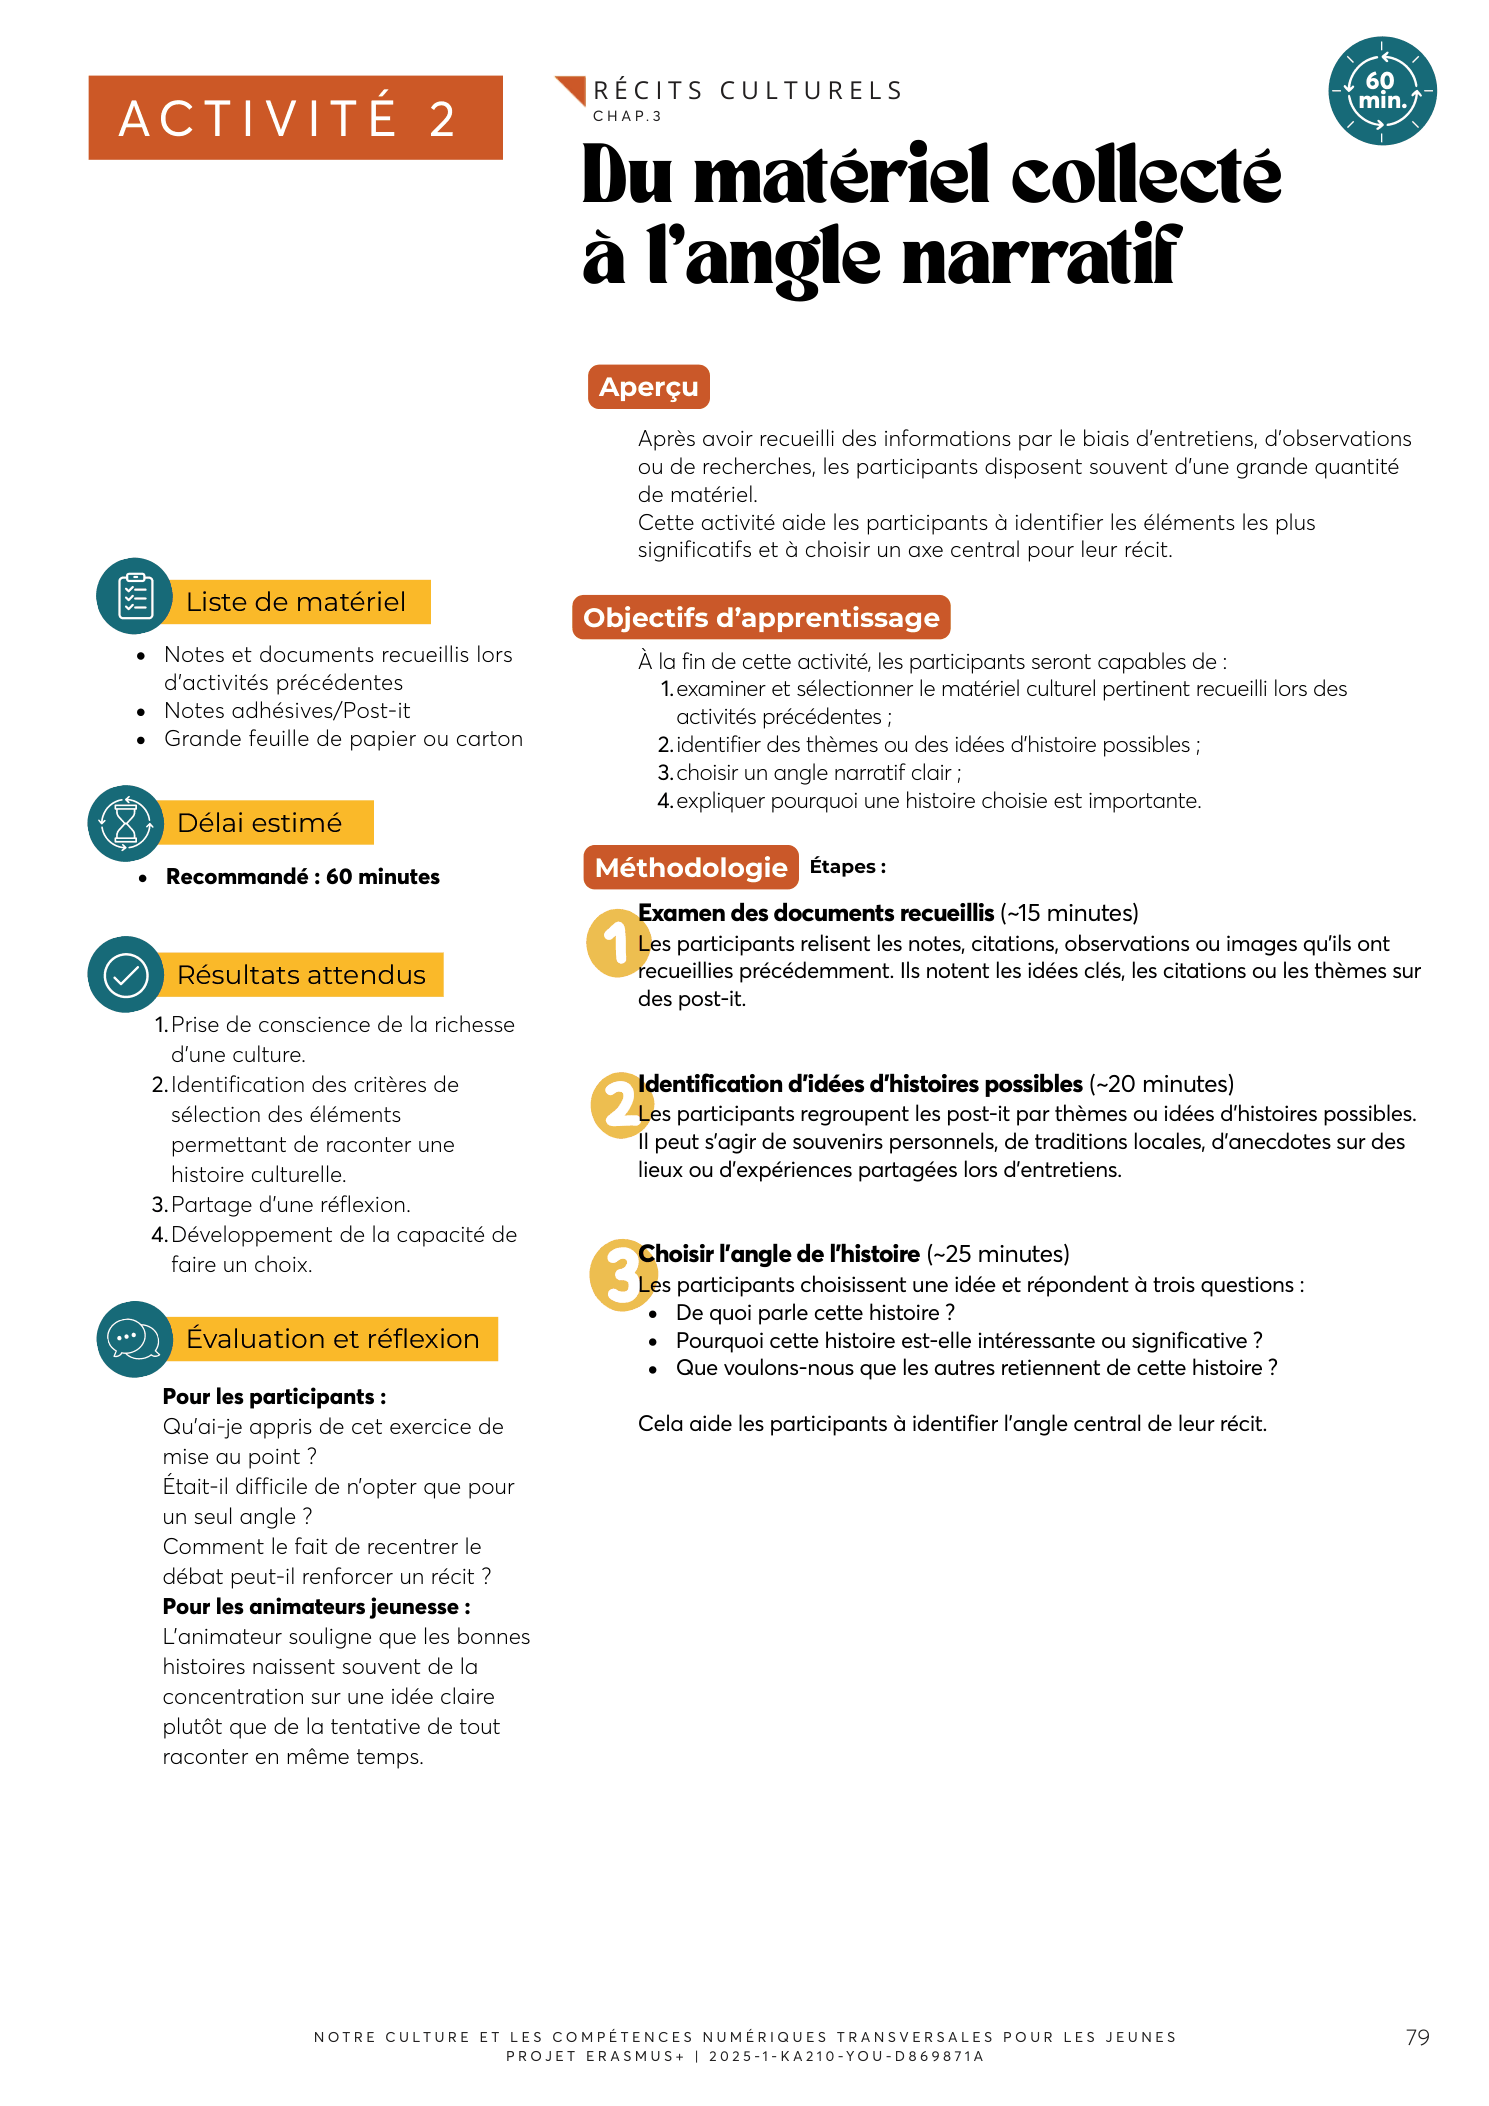 ACTIVITÉ 2
RÉCITS CULTURELS
CHAP.3
60
min.
Du matériel collecté
à l'angle narratif
Aperçu
Après avoir recueilli des informations par le biais d'entretiens, d'observations
ou de recherches, les participants disposent souvent d'une grande quantité
de matériel.
Cette activité aide les participants à identifier les éléments les plus
significatifs et à choisir un axe central pour leur récit.
Objectifs d'apprentissage
À la fin de cette activité, les participants seront capables de :
1. examiner et sélectionner le matériel culturel pertinent recueilli lors des
activités précédentes ;
2. identifier des thèmes ou des idées d'histoire possibles ;
3. choisir un angle narratif clair ;
4. expliquer pourquoi une histoire choisie est importante.
Méthodologie Étapes :
1
Examen des documents recueillis (~15 minutes)
Les participants relisent les notes, citations, observations ou images qu'ils ont
recueillies précédemment. Ils notent les idées clés, les citations ou les thèmes sur
des post-it.
2
Identification d'idées d'histoires possibles (~20 minutes)
Les participants regroupent les post-it par thèmes ou idées d'histoires possibles.
Il peut s'agir de souvenirs personnels, de traditions locales, d'anecdotes sur des
lieux ou d'expériences partagées lors d'entretiens.
3
Choisir l'angle de l'histoire (~25 minutes)
Les participants choisissent une idée et répondent à trois questions :
• De quoi parle cette histoire ?
• Pourquoi cette histoire est-elle intéressante ou significative ?
• Que voulons-nous que les autres retiennent de cette histoire ?
Cela aide les participants à identifier l'angle central de leur récit.
Liste de matériel
• Notes et documents recueillis lors
d'activités précédentes
• Notes adhésives/Post-it
• Grande feuille de papier ou carton
Délai estimé
• Recommandé : 60 minutes
Résultats attendus
1. Prise de conscience de la richesse
d'une culture.
2. Identification des critères de
sélection des éléments
permettant de raconter une
histoire culturelle.
3. Partage d'une réflexion.
4. Développement de la capacité de
faire un choix.
Évaluation et réflexion
Pour les participants :
Qu'ai-je appris de cet exercice de
mise au point ?
Était-il difficile de n'opter que pour
un seul angle ?
Comment le fait de recentrer le
débat peut-il renforcer un récit ?
Pour les animateurs jeunesse :
L'animateur souligne que les bonnes
histoires naissent souvent de la
concentration sur une idée claire
plutôt que de la tentative de tout
raconter en même temps.
NOTRE CULTURE ET LES COMPÉTENCES NUMÉRIQUES TRANSVERSALES POUR LES JEUNES
PROJET ERASMUS+ | 2025-1-KA210-YOU-D869871A
79